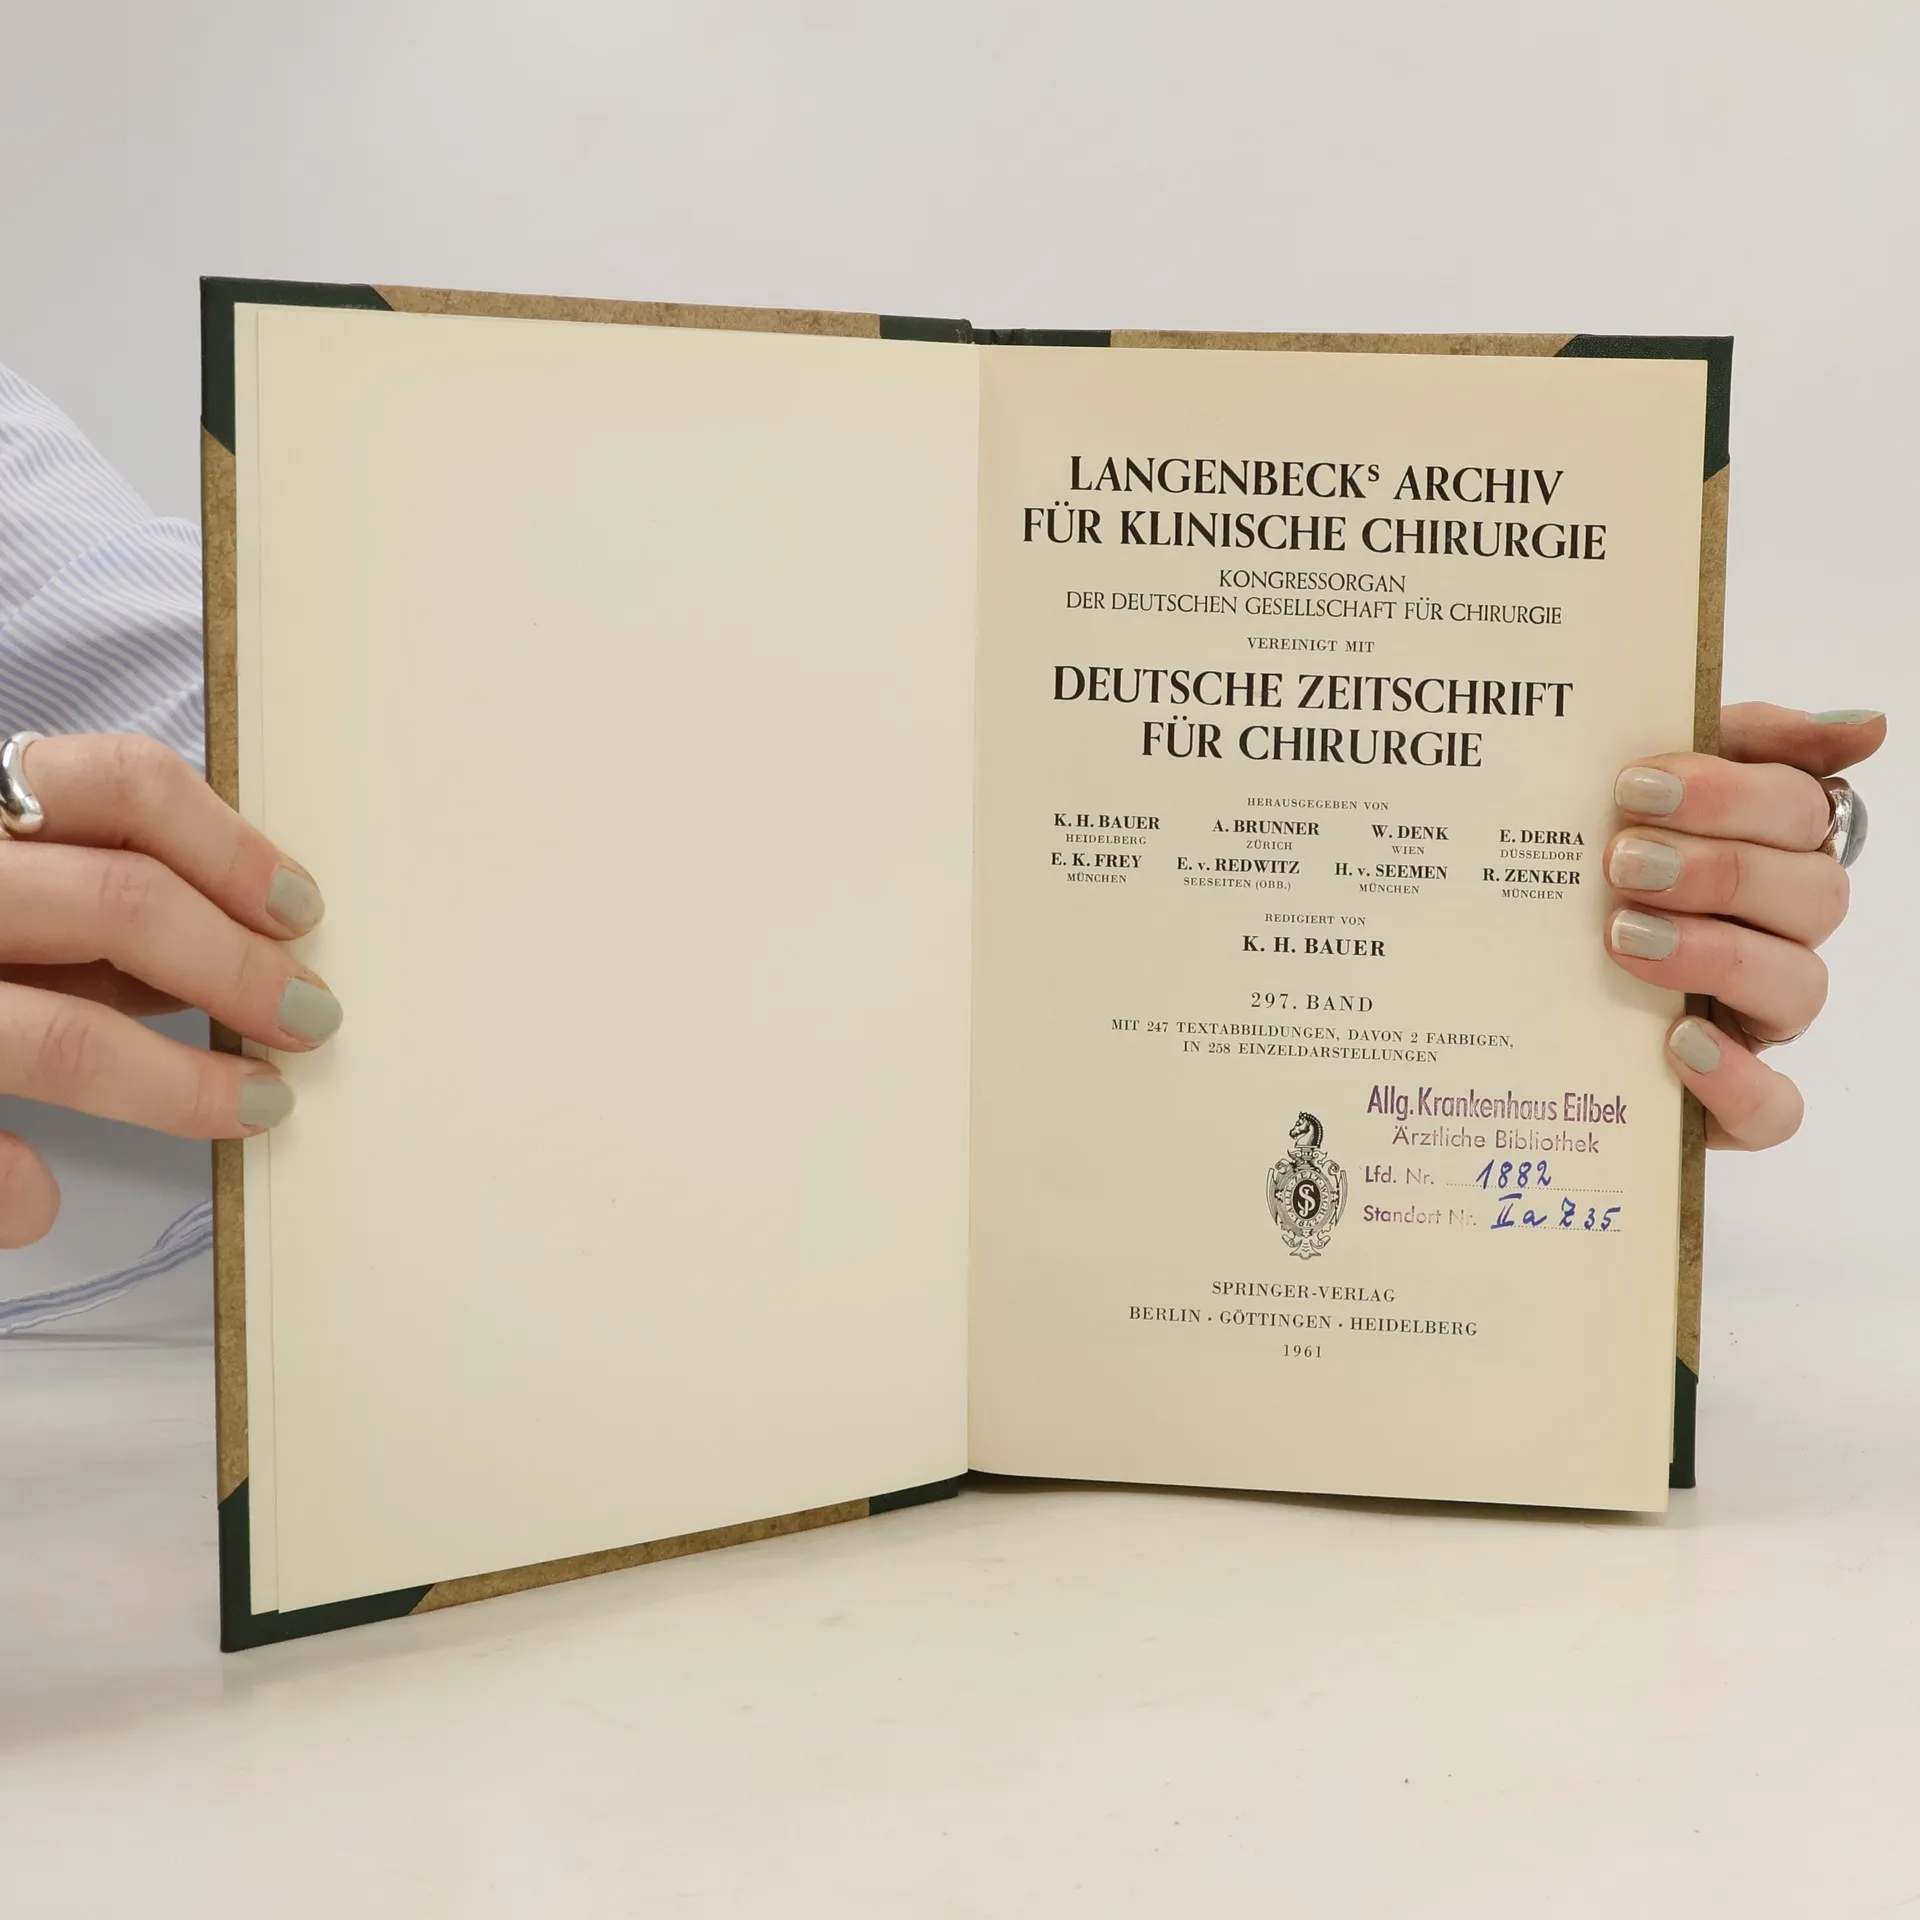 LANGENBECKs ARCHIV
FÜR KLINISCHE CHIRURGIE
KONGRESSORGAN
DER DEUTSCHEN GESELLSCHAFT FÜR CHIRURGIE
VEREINIGT MIT
DEUTSCHE ZEITSCHRIFT
FÜR CHIRURGIE
HERAUSGEGEBEN VON
K. H. BAUER A. BRUNNER W. DENK E. DERRA
HEIDELBERG ZÜRICH WIEN DÜSSELDORF
E. K. FREY E. v. REDWITZ H. v. SEEMEN R. ZENKER
MÜNCHEN SEESEITEN (OBB.) MÜNCHEN MÜNCHEN
REDIGIERT VON
K. H. BAUER
297. BAND
MIT 247 TEXTABBILDUNGEN, DAVON 2 FARBIGEN,
IN 258 EINZELDARSTELLUNGEN
Allg. Krankenhaus Eilbek
Ärztliche Bibliothek
Lfd. Nr. 1882
Standort Nr. II a Z 35
1842
SPRINGER-VERLAG
BERLIN · GÖTTINGEN · HEIDELBERG
1961